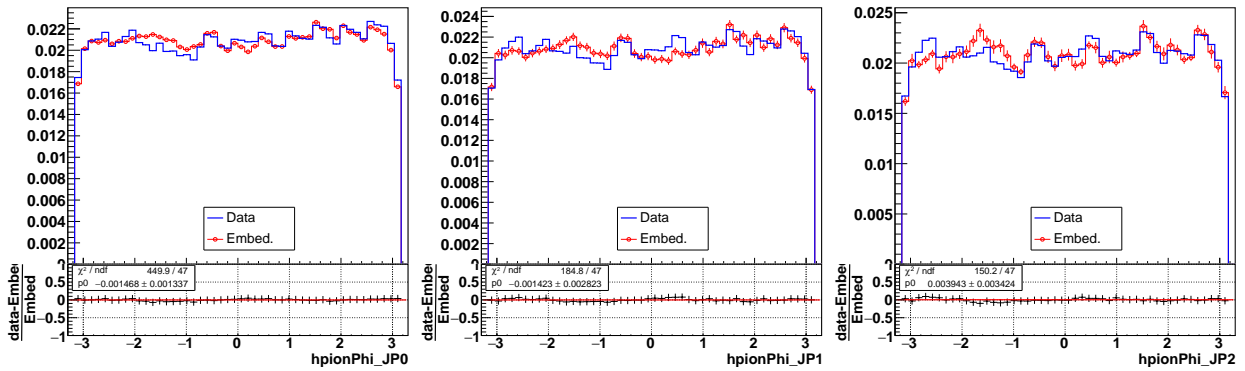 0.022
0.02
0.018
0.016
0.014
0.012
0.01
0.008
0.006
0.004
0.002
0
Data
Embed.
χ² / ndf 449.9 / 47
p0 −0.001468 ± 0.001337
data-Embed
Embed
0.5
0
−0.5
−1
−3 −2 −1 0 1 2 3
hpionPhi_JP0
0.024
0.022
0.02
0.018
0.016
0.014
0.012
0.01
0.008
0.006
0.004
0.002
0
Data
Embed.
χ² / ndf 184.8 / 47
p0 −0.001423 ± 0.002823
data-Embed
Embed
0.5
0
−0.5
−1
−3 −2 −1 0 1 2 3
hpionPhi_JP1
0.025
0.02
0.015
0.01
0.005
0
Data
Embed.
χ² / ndf 150.2 / 47
p0 0.003943 ± 0.003424
data-Embed
Embed
0.5
0
−0.5
−1
−3 −2 −1 0 1 2 3
hpionPhi_JP2